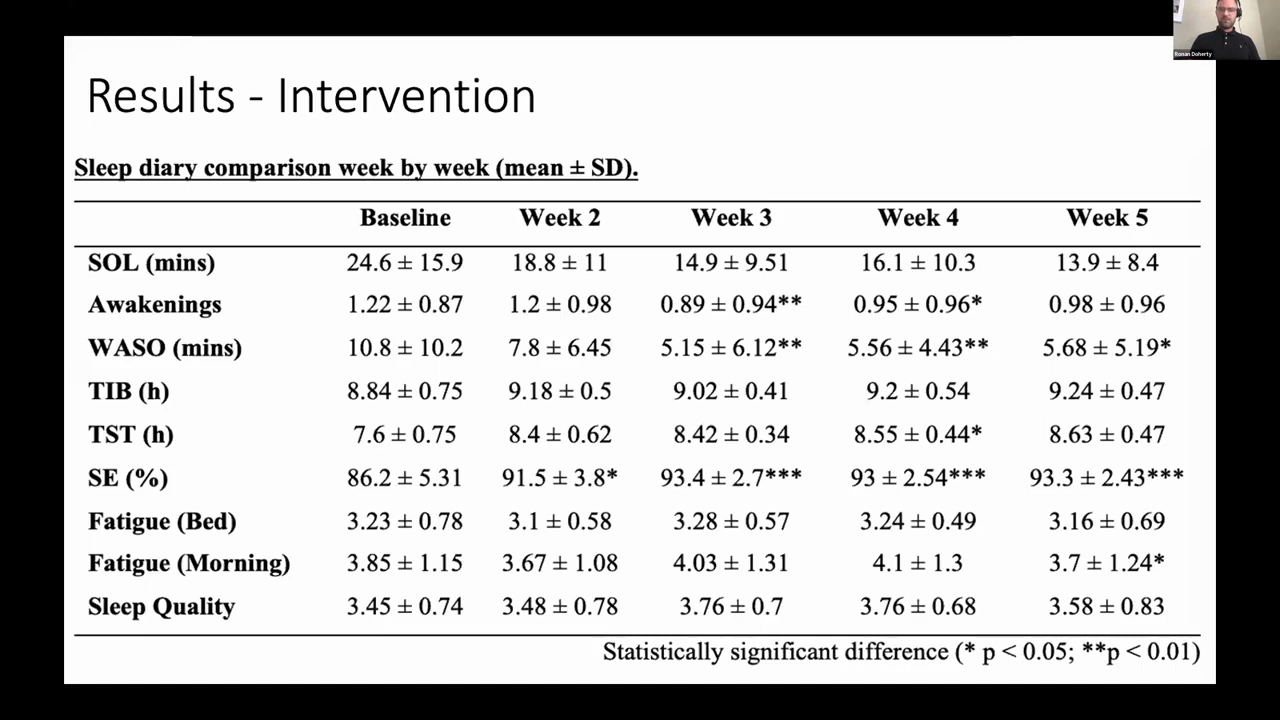 Ronan Doherty
Results - Intervention
Sleep diary comparison week by week (mean ± SD).
Baseline Week 2 Week 3 Week 4 Week 5
SOL (mins) 24.6 ± 15.9 18.8 ± 11 14.9 ± 9.51 16.1 ± 10.3 13.9 ± 8.4
Awakenings 1.22 ± 0.87 1.2 ± 0.98 0.89 ± 0.94** 0.95 ± 0.96* 0.98 ± 0.96
WASO (mins) 10.8 ± 10.2 7.8 ± 6.45 5.15 ± 6.12** 5.56 ± 4.43** 5.68 ± 5.19*
TIB (h) 8.84 ± 0.75 9.18 ± 0.5 9.02 ± 0.41 9.2 ± 0.54 9.24 ± 0.47
TST (h) 7.6 ± 0.75 8.4 ± 0.62 8.42 ± 0.34 8.55 ± 0.44* 8.63 ± 0.47
SE (%) 86.2 ± 5.31 91.5 ± 3.8* 93.4 ± 2.7*** 93 ± 2.54*** 93.3 ± 2.43***
Fatigue (Bed) 3.23 ± 0.78 3.1 ± 0.58 3.28 ± 0.57 3.24 ± 0.49 3.16 ± 0.69
Fatigue (Morning) 3.85 ± 1.15 3.67 ± 1.08 4.03 ± 1.31 4.1 ± 1.3 3.7 ± 1.24*
Sleep Quality 3.45 ± 0.74 3.48 ± 0.78 3.76 ± 0.7 3.76 ± 0.68 3.58 ± 0.83
Statistically significant difference (* p < 0.05; **p < 0.01)